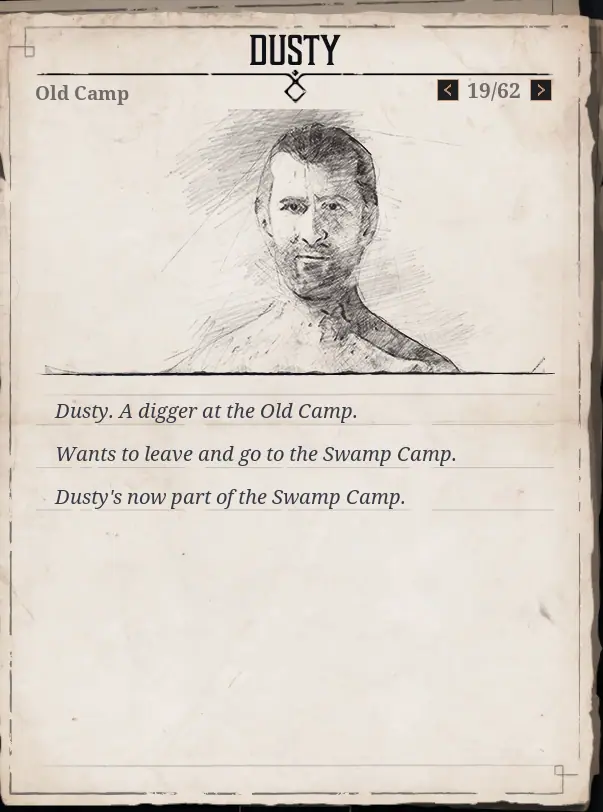 DUSTY
Old Camp
19/62
Dusty. A digger at the Old Camp.
Wants to leave and go to the Swamp Camp.
Dusty's now part of the Swamp Camp.